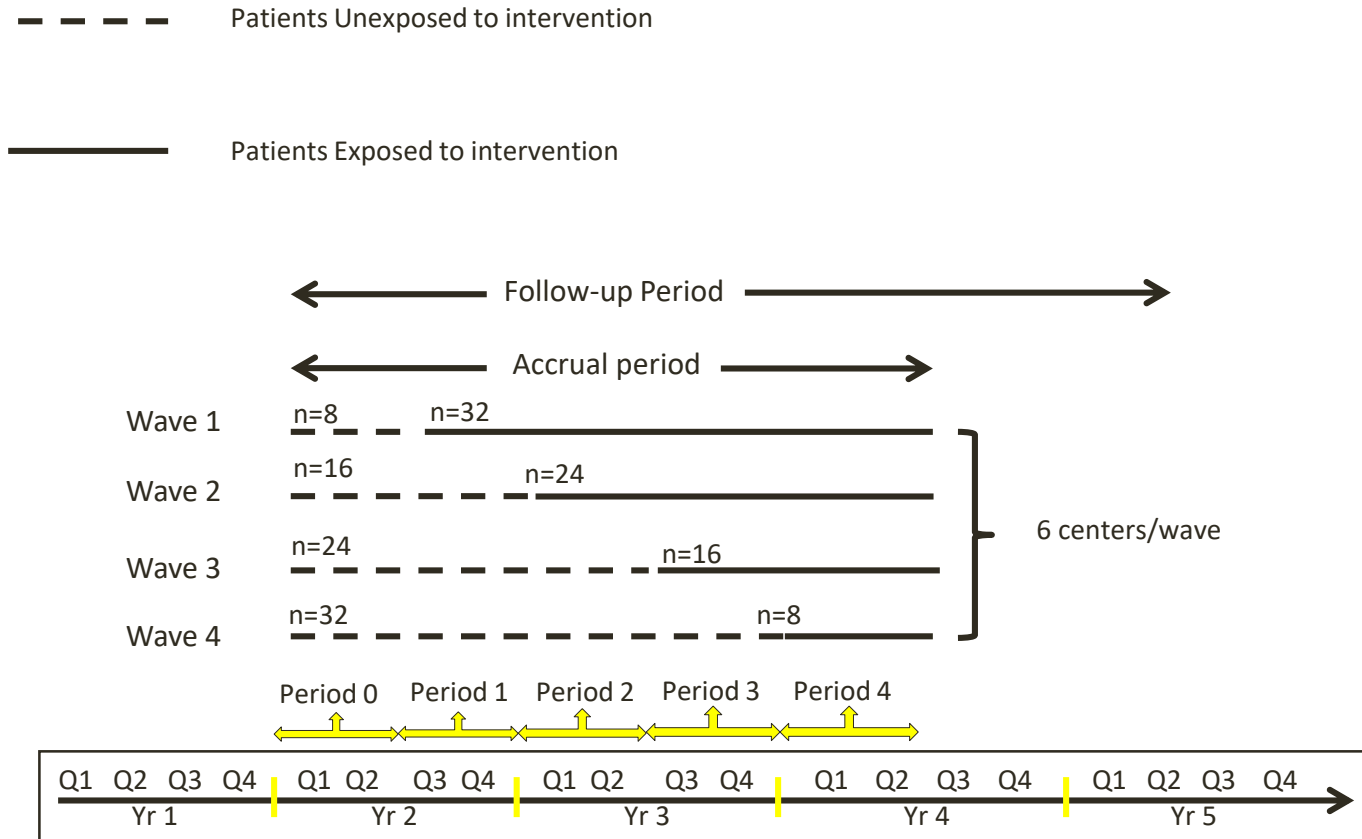 Patients Unexposed to intervention
Patients Exposed to intervention
Follow-up Period
Accrual period
Wave 1 n=8 n=32
Wave 2 n=16 n=24
Wave 3 n=24 n=16
Wave 4 n=32 n=8
6 centers/wave
Period 0 Period 1 Period 2 Period 3 Period 4
Q1 Q2 Q3 Q4 Q1 Q2 Q3 Q4 Q1 Q2 Q3 Q4 Q1 Q2 Q3 Q4 Q1 Q2 Q3 Q4
Yr 1 Yr 2 Yr 3 Yr 4 Yr 5